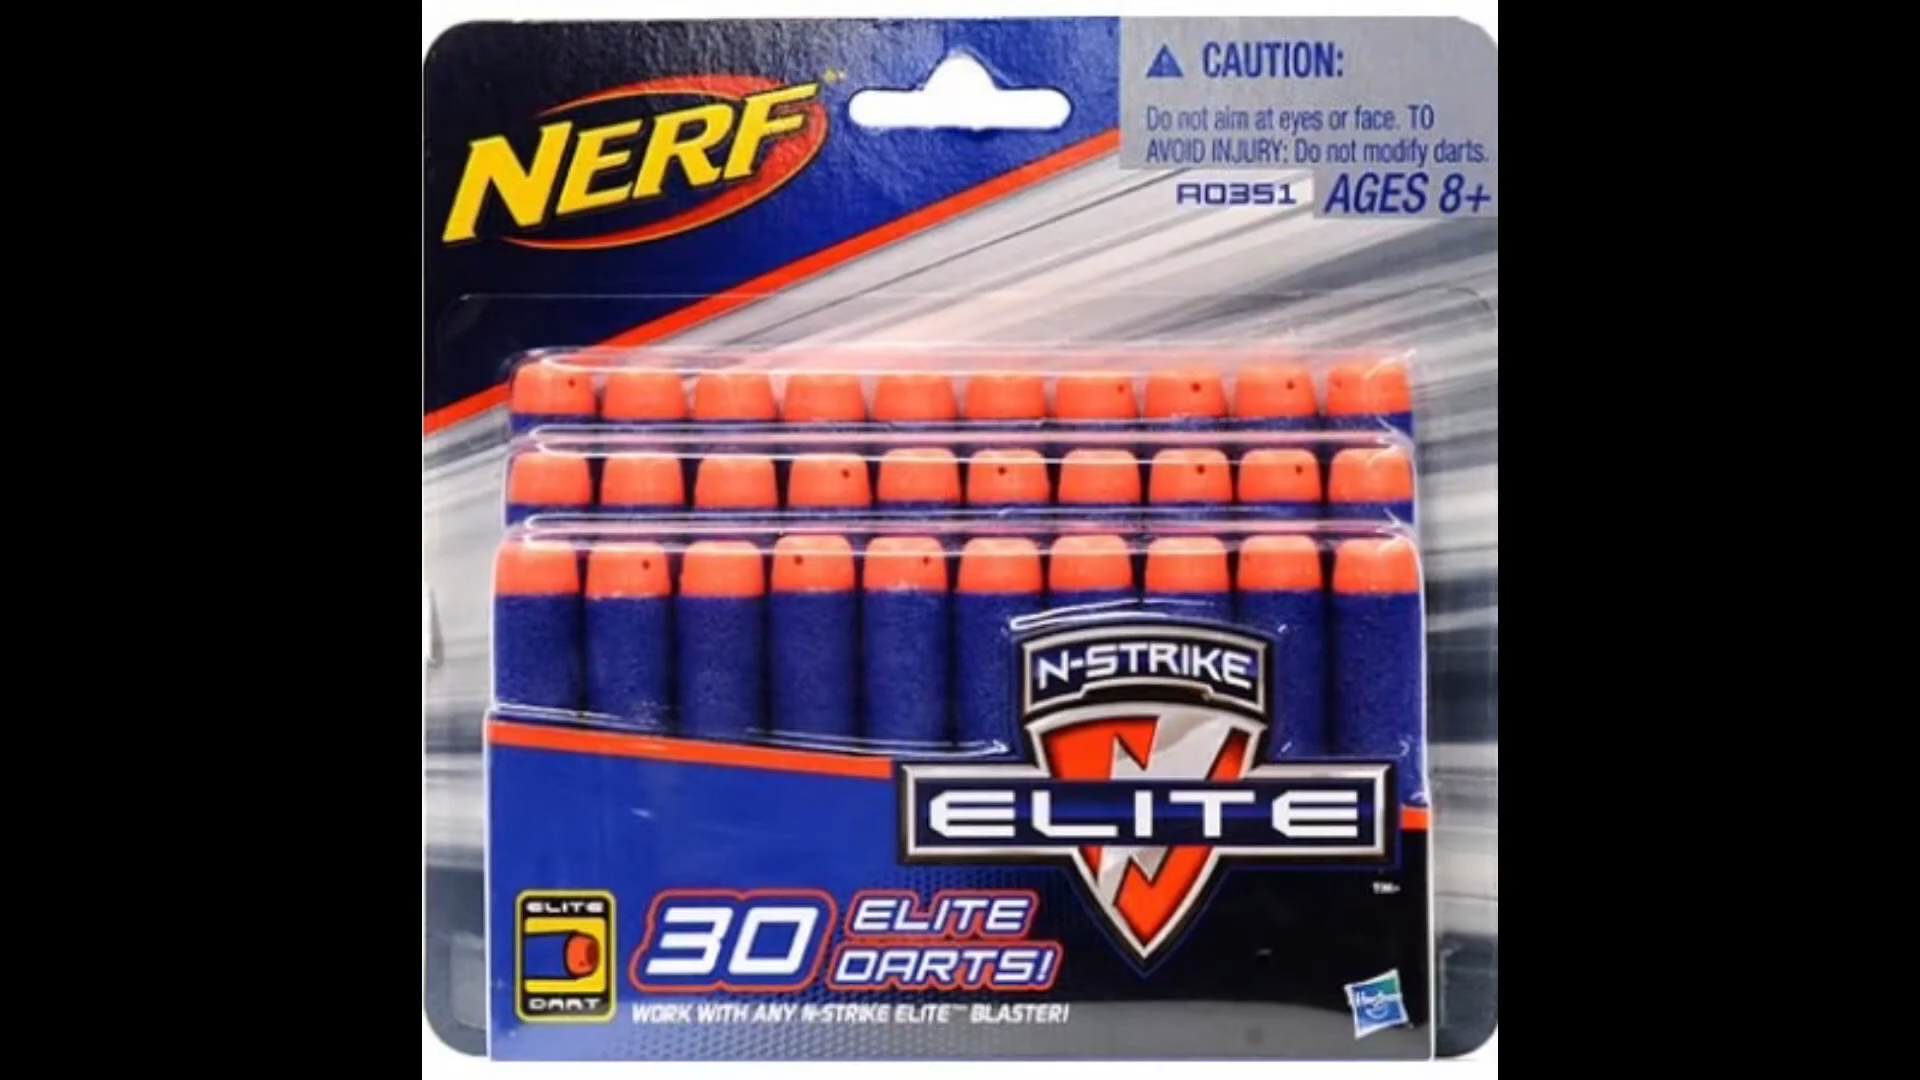 NERF
CAUTION:
Do not aim at eyes or face. TO
AVOID INJURY: Do not modify darts.
A0351 AGES 8+
N-STRIKE
ELITE
TM
ELITE
DART
30 ELITE
DARTS!
WORK WITH ANY N-STRIKE ELITE™ BLASTER!
Hasbro